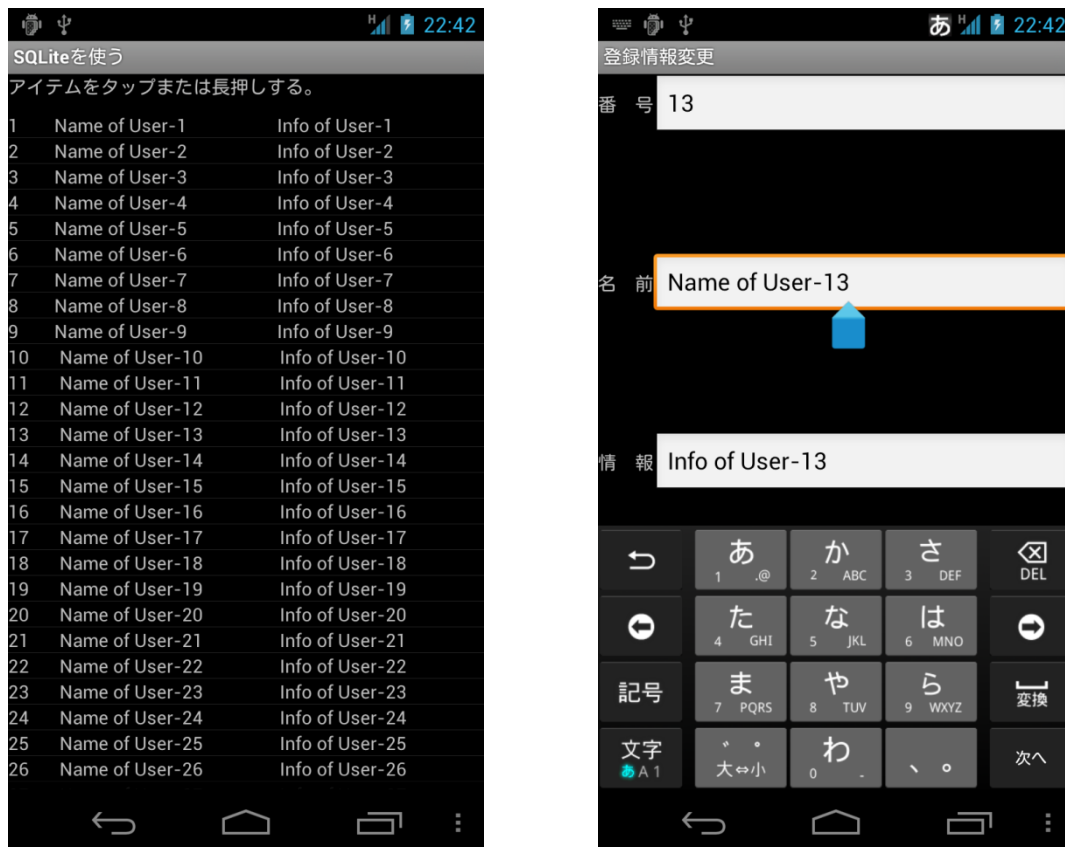 H 22:42
SQLiteを使う
アイテムをタップまたは長押しする。
1 Name of User-1 Info of User-1
2 Name of User-2 Info of User-2
3 Name of User-3 Info of User-3
4 Name of User-4 Info of User-4
5 Name of User-5 Info of User-5
6 Name of User-6 Info of User-6
7 Name of User-7 Info of User-7
8 Name of User-8 Info of User-8
9 Name of User-9 Info of User-9
10 Name of User-10 Info of User-10
11 Name of User-11 Info of User-11
12 Name of User-12 Info of User-12
13 Name of User-13 Info of User-13
14 Name of User-14 Info of User-14
15 Name of User-15 Info of User-15
16 Name of User-16 Info of User-16
17 Name of User-17 Info of User-17
18 Name of User-18 Info of User-18
19 Name of User-19 Info of User-19
20 Name of User-20 Info of User-20
21 Name of User-21 Info of User-21
22 Name of User-22 Info of User-22
23 Name of User-23 Info of User-23
24 Name of User-24 Info of User-24
25 Name of User-25 Info of User-25
26 Name of User-26 Info of User-26
あ H 22:42
登録情報変更
番 号 13
名 前 Name of User-13
情 報 Info of User-13
あ か さ
1 .@ 2 ABC 3 DEF DEL
た な は
4 GHI 5 JKL 6 MNO
記号 ま や ら 変換
7 PQRS 8 TUV 9 WXYZ
文字 ゛ ゜ わ 、 。 次へ
あ A 1 大⇔小 0 -